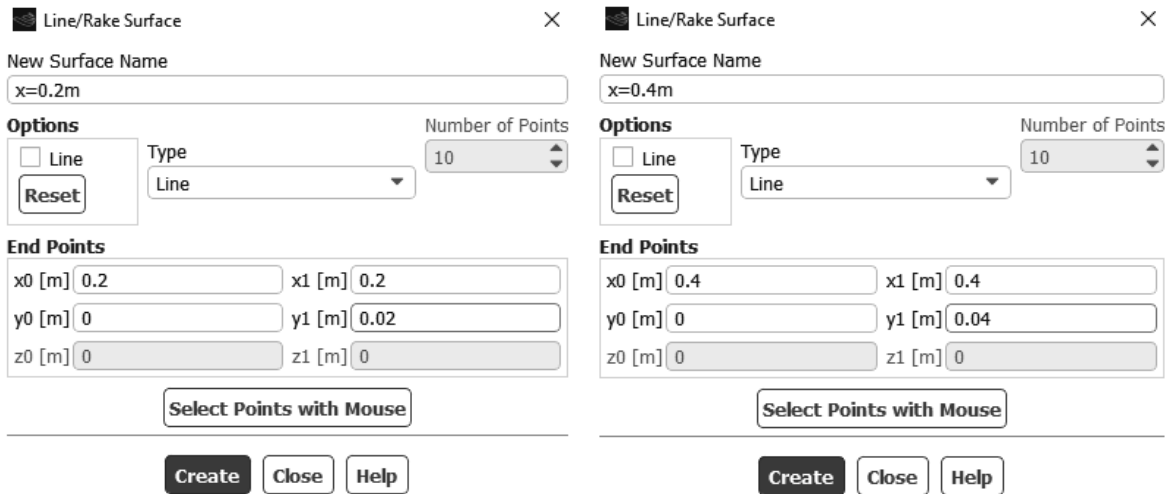 Line/Rake Surface
New Surface Name
x=0.2m
Options
Number of Points
Line
Type
10
Reset
Line
End Points
x0 [m] 0.2
x1 [m] 0.2
y0 [m] 0
y1 [m] 0.02
z0 [m] 0
z1 [m] 0
Select Points with Mouse
Create
Close
Help
Line/Rake Surface
New Surface Name
x=0.4m
Options
Number of Points
Line
Type
10
Reset
Line
End Points
x0 [m] 0.4
x1 [m] 0.4
y0 [m] 0
y1 [m] 0.04
z0 [m] 0
z1 [m] 0
Select Points with Mouse
Create
Close
Help